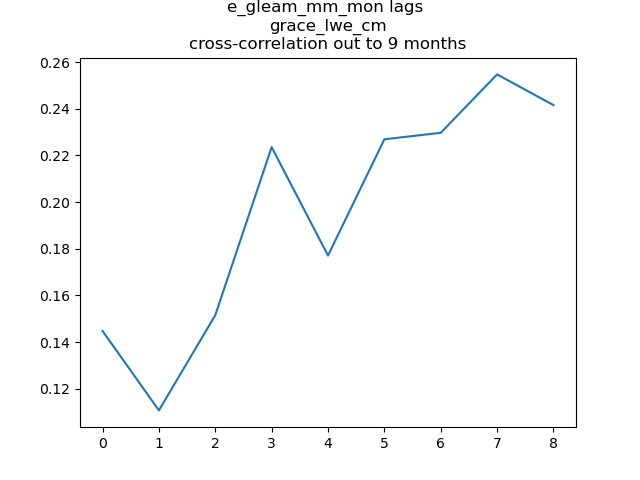 e_gleam_mm_mon lags
grace_lwe_cm
cross-correlation out to 9 months
0.26
0.24
0.22
0.20
0.18
0.16
0.14
0.12
0 1 2 3 4 5 6 7 8